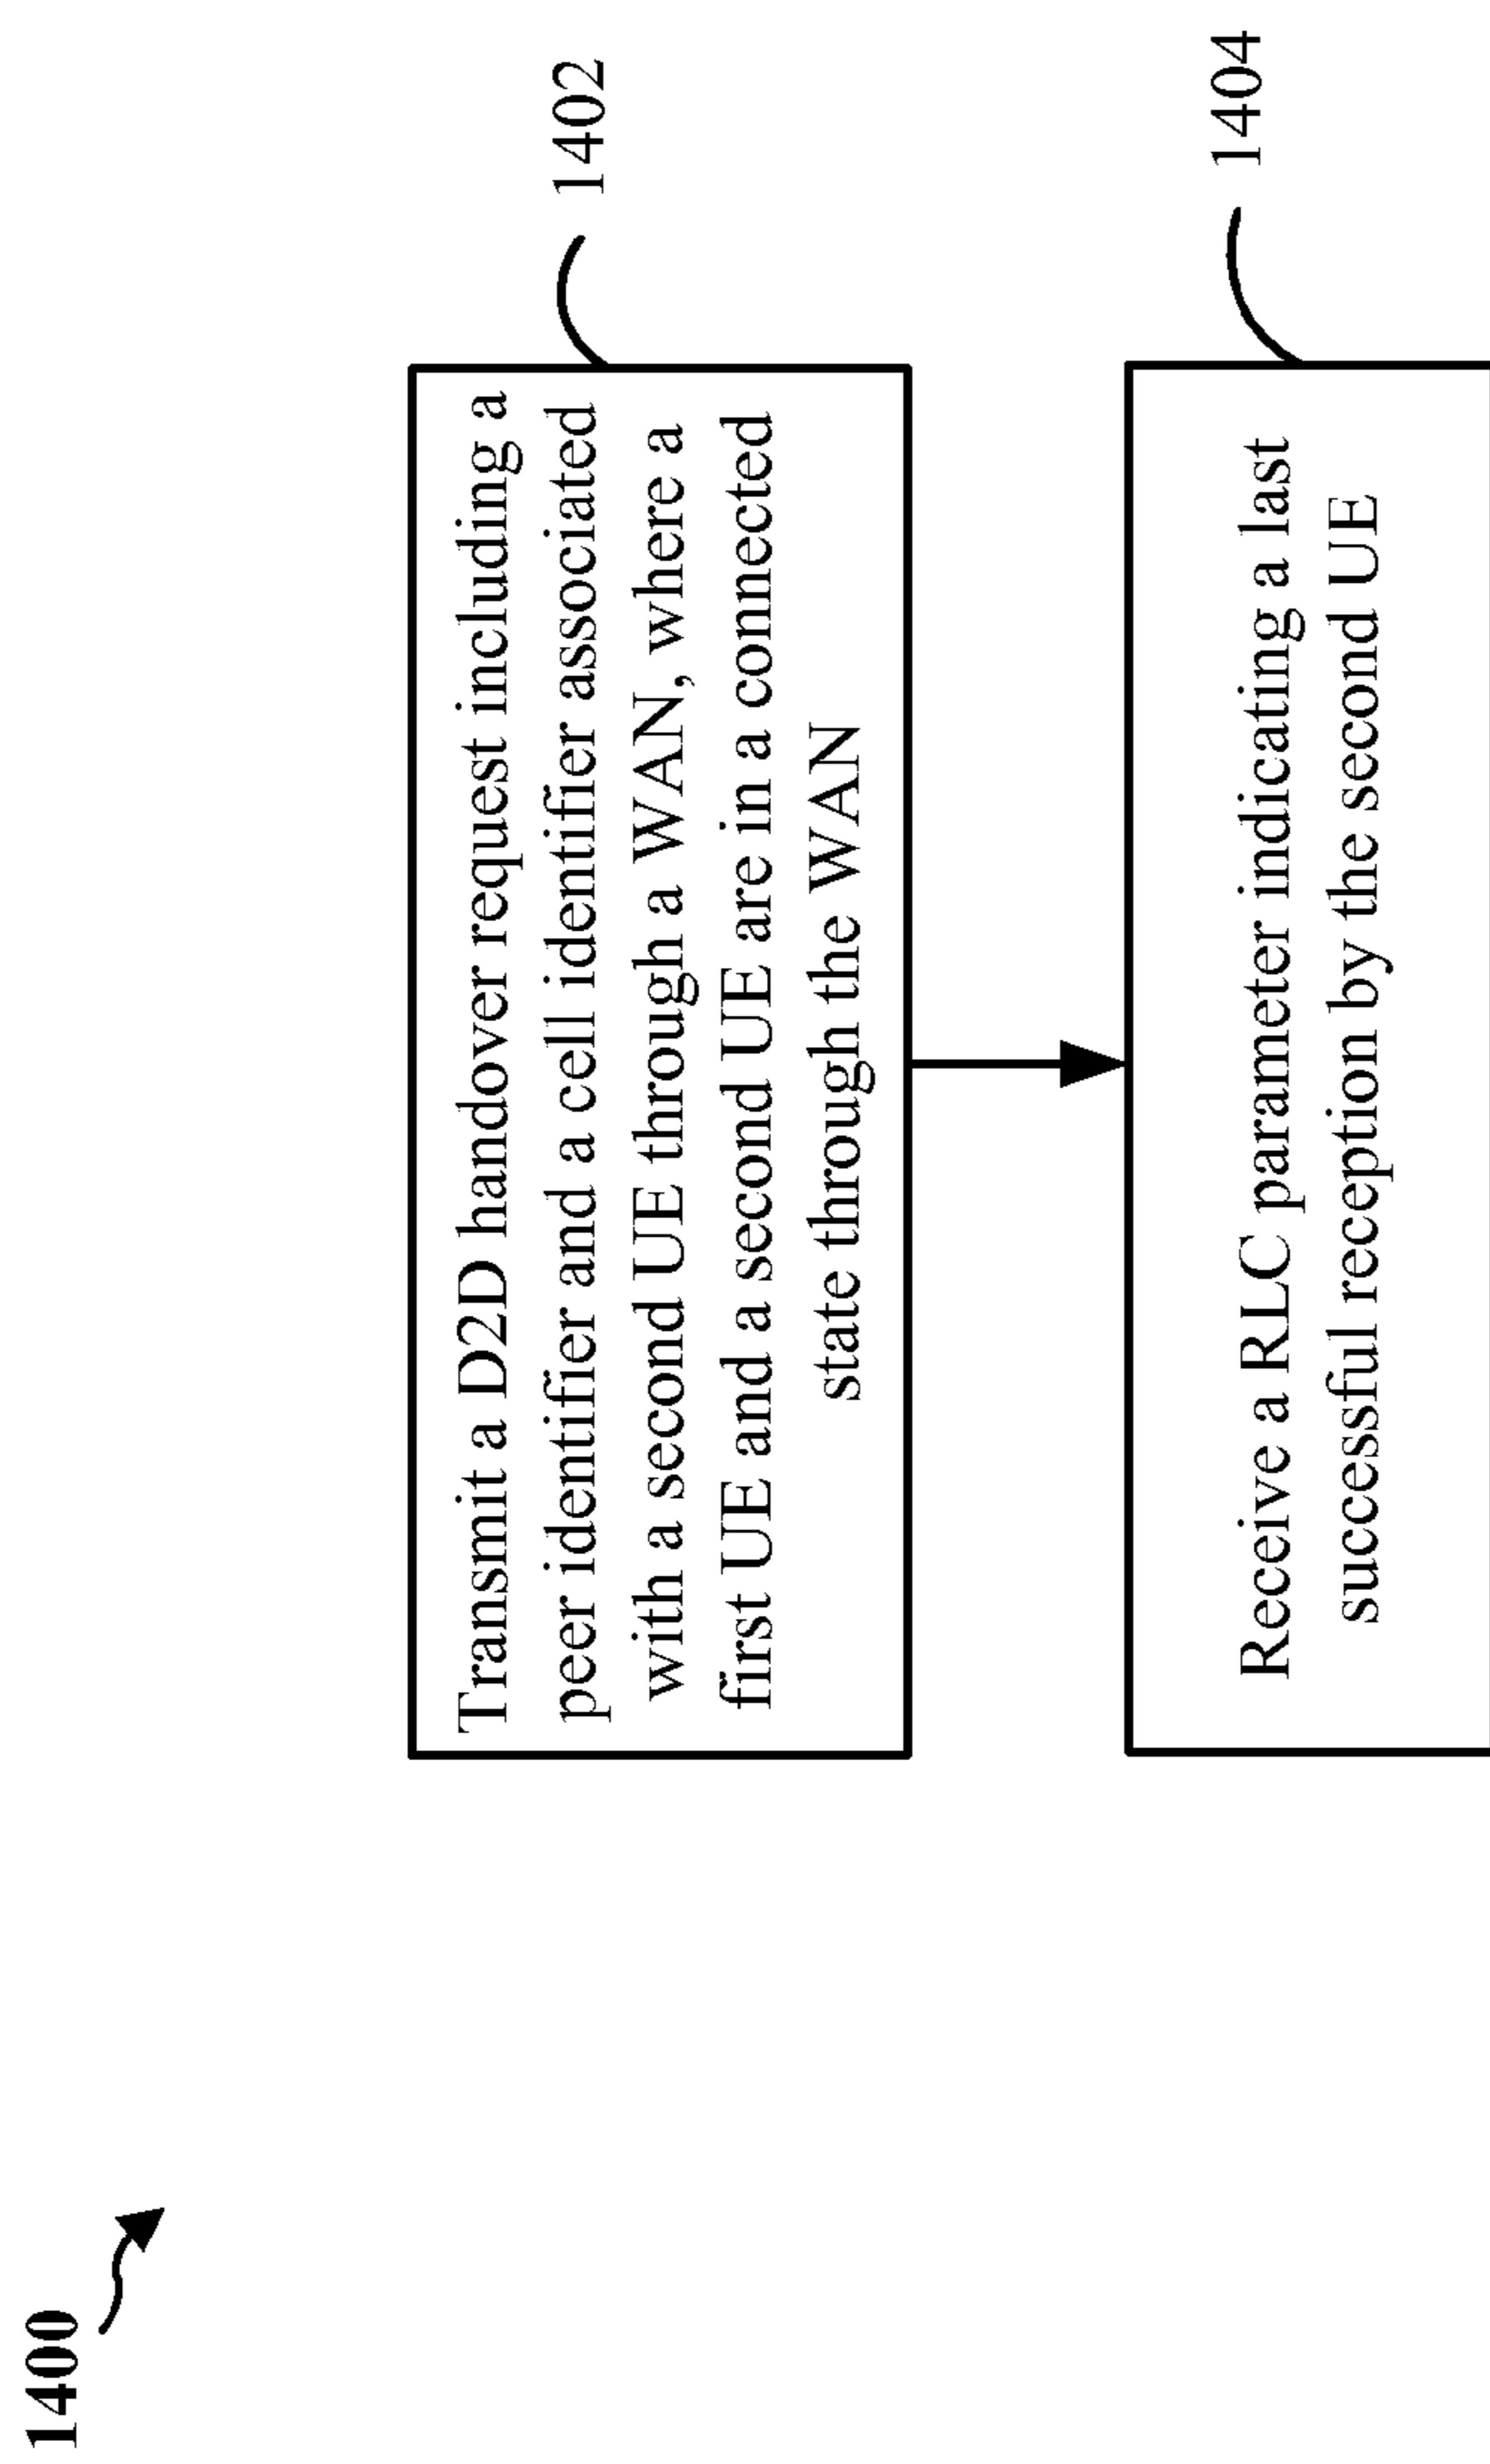 1400
Transmit a D2D handover request including a
peer identifier and a cell identifier associated
with a second UE through a WAN, where a
first UE and a second UE are in a connected
state through the WAN
1402
Receive a RLC parameter indicating a last
successful reception by the second UE
1404